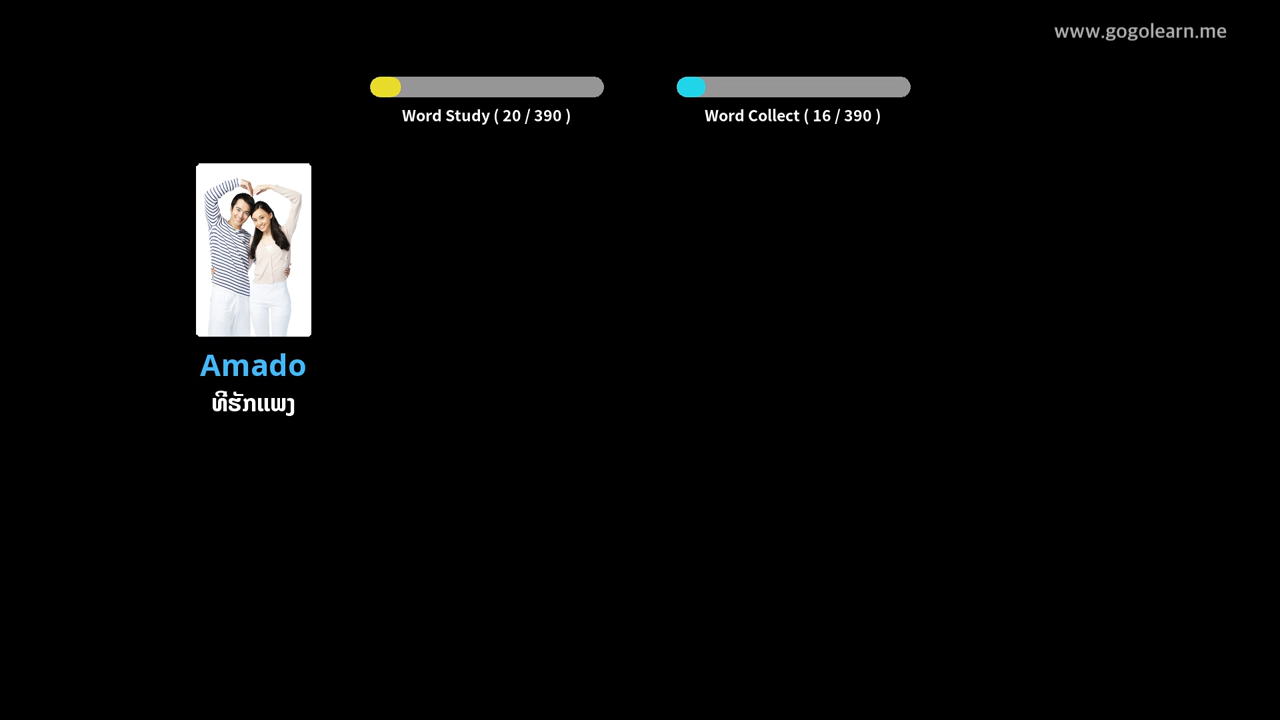 www.gogolearn.me
Word Study ( 20 / 390 )
Word Collect ( 16 / 390 )
Amado
ທີ່ຮັກແພງ